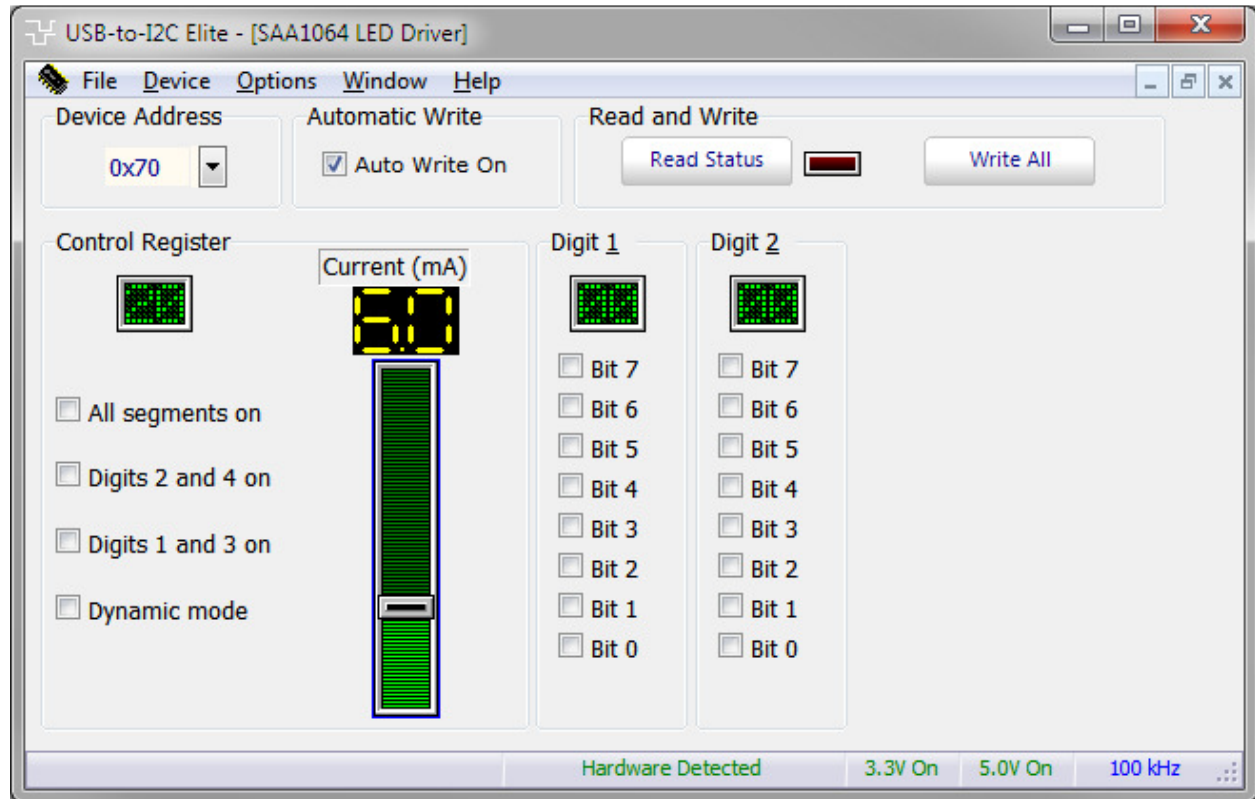 USB-to-I2C Elite - [SAA1064 LED Driver]
File Device Options Window Help
Device Address Automatic Write Read and Write
0x70 Auto Write On Read Status Write All
Control Register Digit 1 Digit 2
Current (mA)
20 00 00
6.0
Bit 7 Bit 7
All segments on Bit 6 Bit 6
Bit 5 Bit 5
Digits 2 and 4 on Bit 4 Bit 4
Digits 1 and 3 on Bit 3 Bit 3
Bit 2 Bit 2
Dynamic mode Bit 1 Bit 1
Bit 0 Bit 0
Hardware Detected 3.3V On 5.0V On 100 kHz